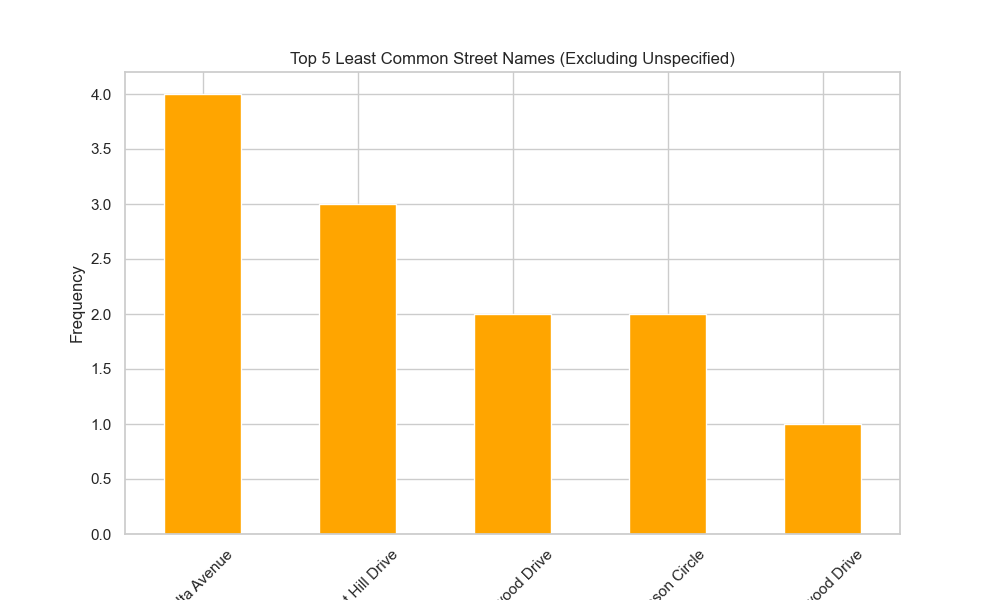 Top 5 Least Common Street Names (Excluding Unspecified)
Frequency
4.0
3.5
3.0
2.5
2.0
1.5
1.0
0.5
0.0
Avenue
Hill Drive
Drive
Circle
Drive